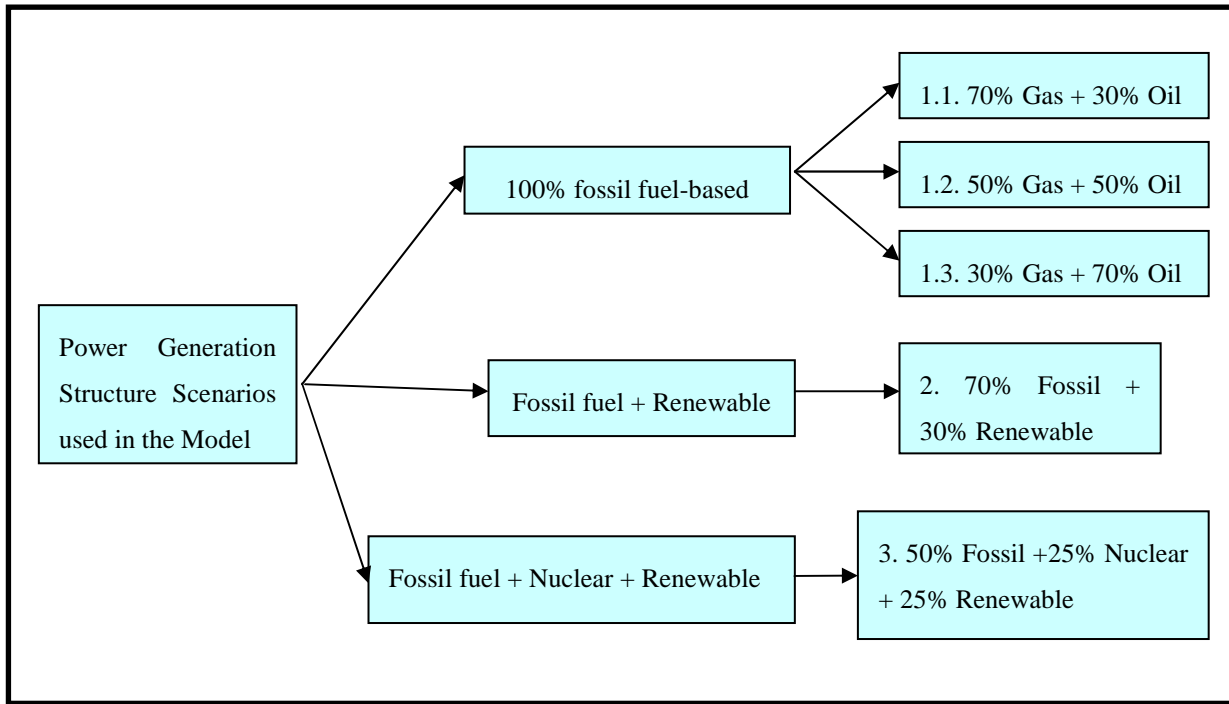 Power Generation
Structure Scenarios
used in the Model
100% fossil fuel-based
1.1. 70% Gas + 30% Oil
1.2. 50% Gas + 50% Oil
1.3. 30% Gas + 70% Oil
Fossil fuel + Renewable
2. 70% Fossil +
30% Renewable
Fossil fuel + Nuclear + Renewable
3. 50% Fossil +25% Nuclear
+ 25% Renewable